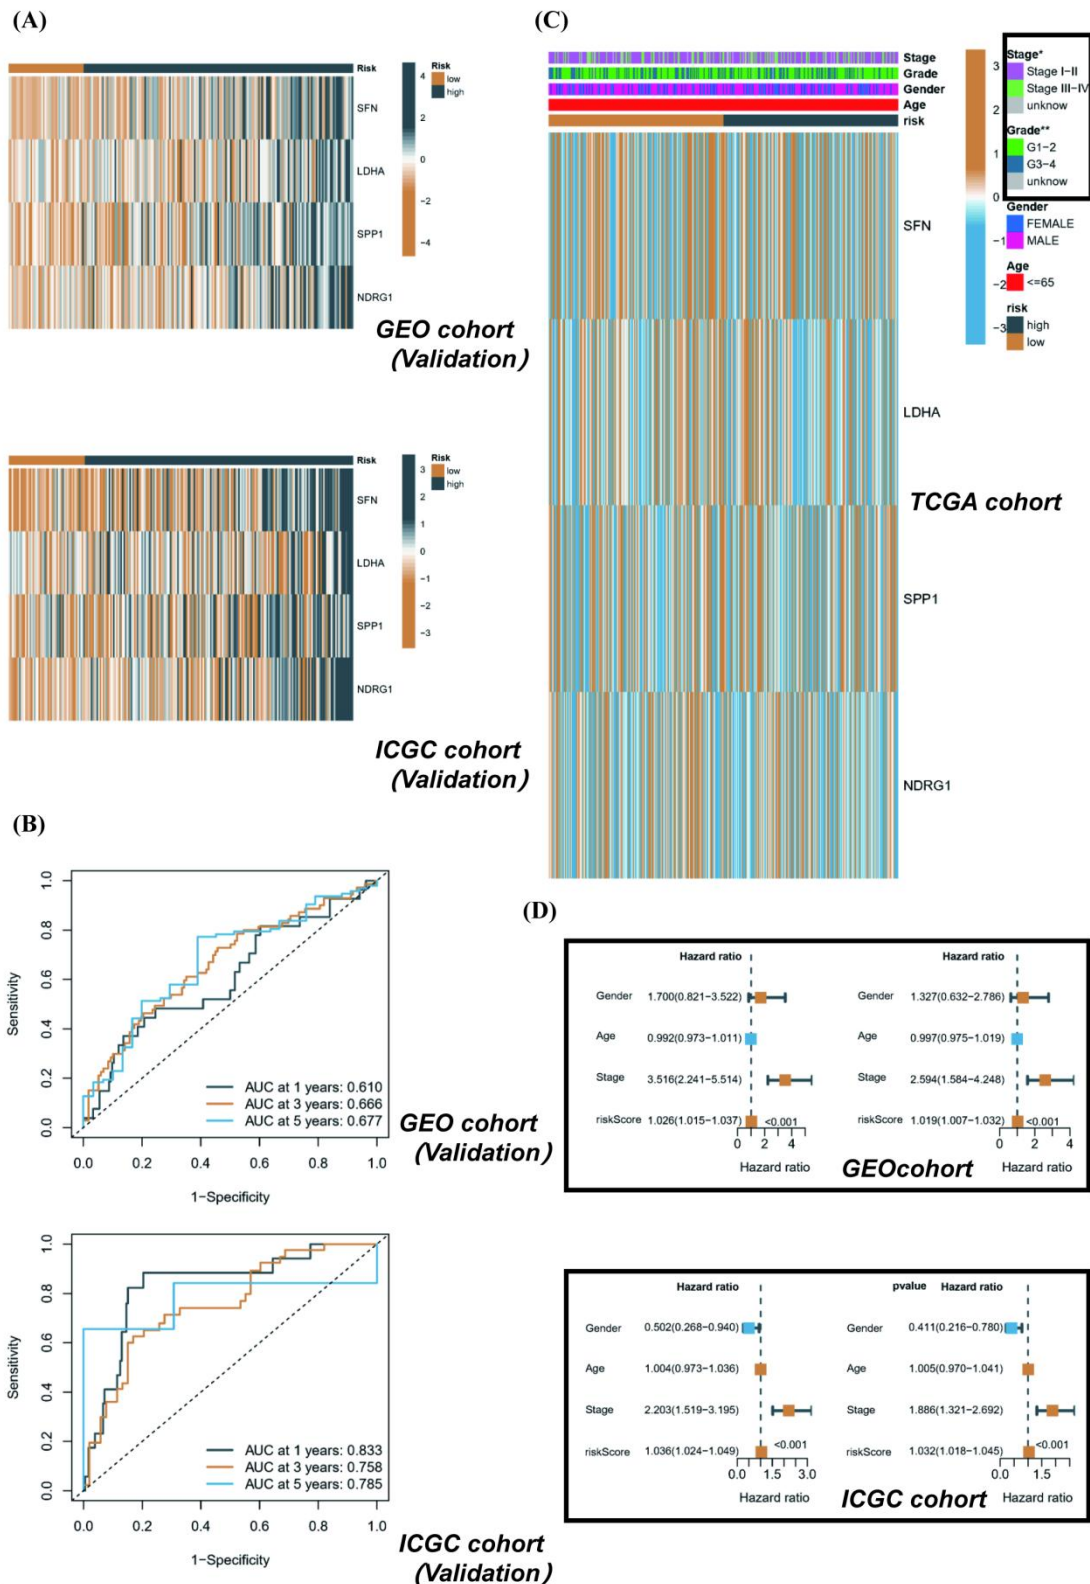 (A)
Risk
Risk
low
high
4
2
0
−2
−4
SFN
LDHA
SPP1
NDRG1
GEO cohort
(Validation)
Risk
Risk
low
high
3
2
1
0
−1
−2
−3
SFN
LDHA
SPP1
NDRG1
ICGC cohort
(Validation)
(B)
Sensitivity
1.0
0.8
0.6
0.4
0.2
0.0
AUC at 1 years: 0.610
AUC at 3 years: 0.666
AUC at 5 years: 0.677
0.0 0.2 0.4 0.6 0.8 1.0
1−Specificity
GEO cohort
(Validation)
Sensitivity
1.0
0.8
0.6
0.4
0.2
0.0
AUC at 1 years: 0.833
AUC at 3 years: 0.758
AUC at 5 years: 0.785
0.0 0.2 0.4 0.6 0.8 1.0
1−Specificity
ICGC cohort
(Validation)
(C)
Stage
Grade
Gender
Age
risk
3
2
1
0
−1
−2
−3
Stage*
Stage I−II
Stage III−IV
unknow
Grade**
G1−2
G3−4
unknow
Gender
FEMALE
MALE
Age
<=65
risk
high
low
SFN
LDHA
SPP1
NDRG1
TCGA cohort
(D)
Hazard ratio
Gender 1.700(0.821−3.522)
Age 0.992(0.973−1.011)
Stage 3.516(2.241−5.514)
riskScore 1.026(1.015−1.037) <0.001
0 2 4
Hazard ratio
Hazard ratio
Gender 1.327(0.632−2.786)
Age 0.997(0.975−1.019)
Stage 2.594(1.584−4.248)
riskScore 1.019(1.007−1.032) <0.001
0 2 4
Hazard ratio
GEOcohort
Hazard ratio
Gender 0.502(0.268−0.940)
Age 1.004(0.973−1.036)
Stage 2.203(1.519−3.195)
riskScore 1.036(1.024−1.049) <0.001
0.0 1.5 3.0
Hazard ratio
pvalue Hazard ratio
Gender 0.411(0.216−0.780)
Age 1.005(0.970−1.041)
Stage 1.886(1.321−2.692)
riskScore 1.032(1.018−1.045) <0.001
0.0 1.5
Hazard ratio
ICGC cohort